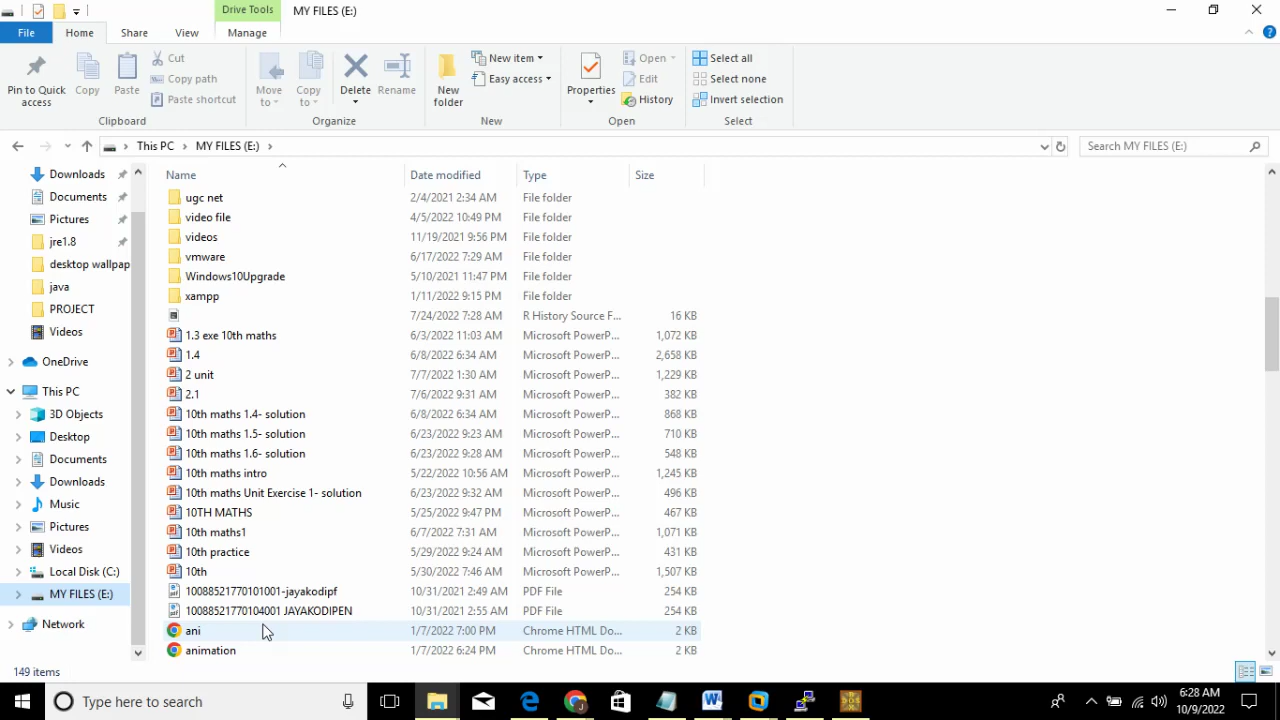 Drive Tools
MY FILES (E:)
File
Home
Share
View
Manage
Pin to Quick access
Copy
Paste
Cut
Copy path
Paste shortcut
Clipboard
Move to
Copy to
Delete
Rename
Organize
New folder
New item
Easy access
New
Properties
Open
Edit
History
Open
Select all
Select none
Invert selection
Select
This PC
MY FILES (E:)
Search MY FILES (E:)
Downloads
Documents
Pictures
jre1.8
desktop wallpap
java
PROJECT
Videos
OneDrive
This PC
3D Objects
Desktop
Documents
Downloads
Music
Pictures
Videos
Local Disk (C:)
MY FILES (E:)
Network
Name Date modified Type Size
ugc net 2/4/2021 2:34 AM File folder
video file 4/5/2022 10:49 PM File folder
videos 11/19/2021 9:56 PM File folder
vmware 6/17/2022 7:29 AM File folder
Windows10Upgrade 5/10/2021 11:47 PM File folder
xampp 1/11/2022 9:15 PM File folder
7/24/2022 7:28 AM R History Source F... 16 KB
1.3 exe 10th maths 6/3/2022 11:03 AM Microsoft PowerP... 1,072 KB
1.4 6/8/2022 6:34 AM Microsoft PowerP... 2,658 KB
2 unit 7/7/2022 1:30 AM Microsoft PowerP... 1,229 KB
2.1 7/6/2022 9:31 AM Microsoft PowerP... 382 KB
10th maths 1.4- solution 6/8/2022 6:34 AM Microsoft PowerP... 868 KB
10th maths 1.5- solution 6/23/2022 9:23 AM Microsoft PowerP... 710 KB
10th maths 1.6- solution 6/23/2022 9:28 AM Microsoft PowerP... 548 KB
10th maths intro 5/22/2022 10:56 AM Microsoft PowerP... 1,245 KB
10th maths Unit Exercise 1- solution 6/23/2022 9:32 AM Microsoft PowerP... 496 KB
10TH MATHS 5/25/2022 9:47 PM Microsoft PowerP... 467 KB
10th maths1 6/7/2022 7:31 AM Microsoft PowerP... 1,071 KB
10th practice 5/29/2022 9:24 AM Microsoft PowerP... 431 KB
10th 5/30/2022 7:46 AM Microsoft PowerP... 1,507 KB
10088521770101001-jayakodipf 10/31/2021 2:49 AM PDF File 254 KB
10088521770104001 JAYAKODIPEN 10/31/2021 2:55 AM PDF File 254 KB
ani 1/7/2022 7:00 PM Chrome HTML Do... 2 KB
animation 1/7/2022 6:24 PM Chrome HTML Do... 2 KB
149 items
Type here to search
6:28 AM
10/9/2022